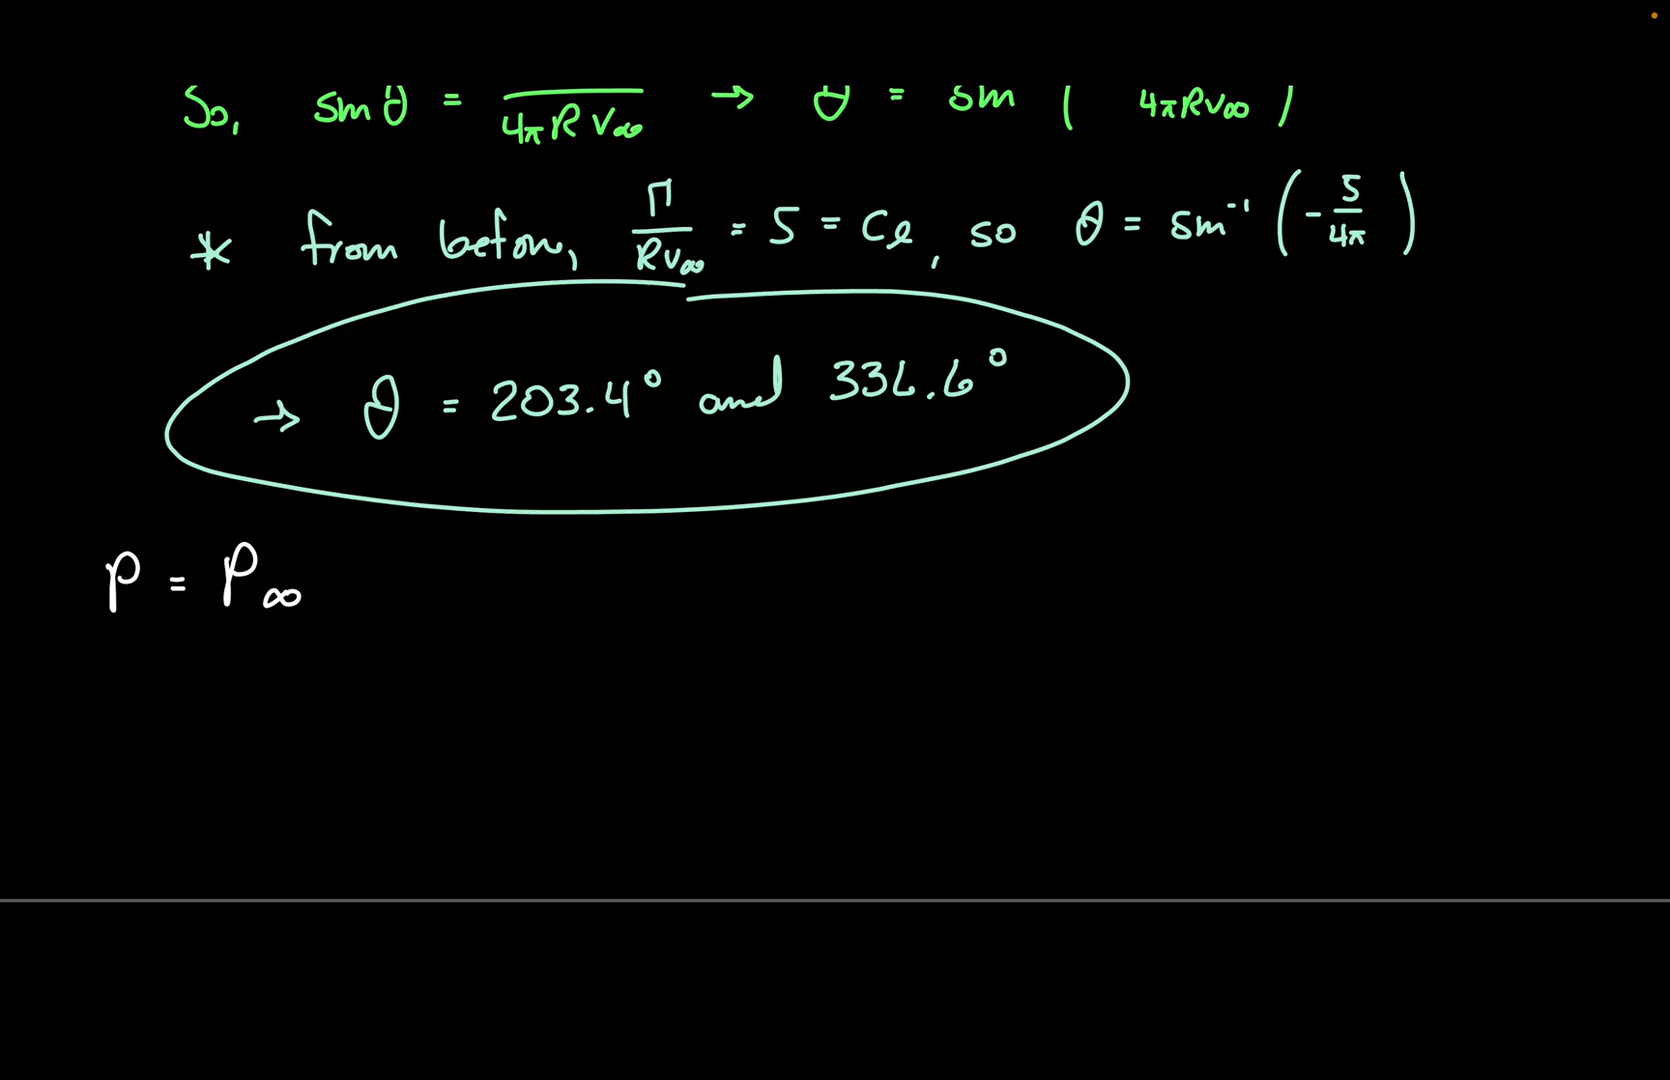 So, sin θ = ‾/4πRV∞ → θ = sin ( 4πRV∞ )
* from before, Γ/RV∞ = 5 = Cℓ, so θ = sin⁻¹ (-5/4π)
→ θ = 203.4° and 336.6°
P = P∞